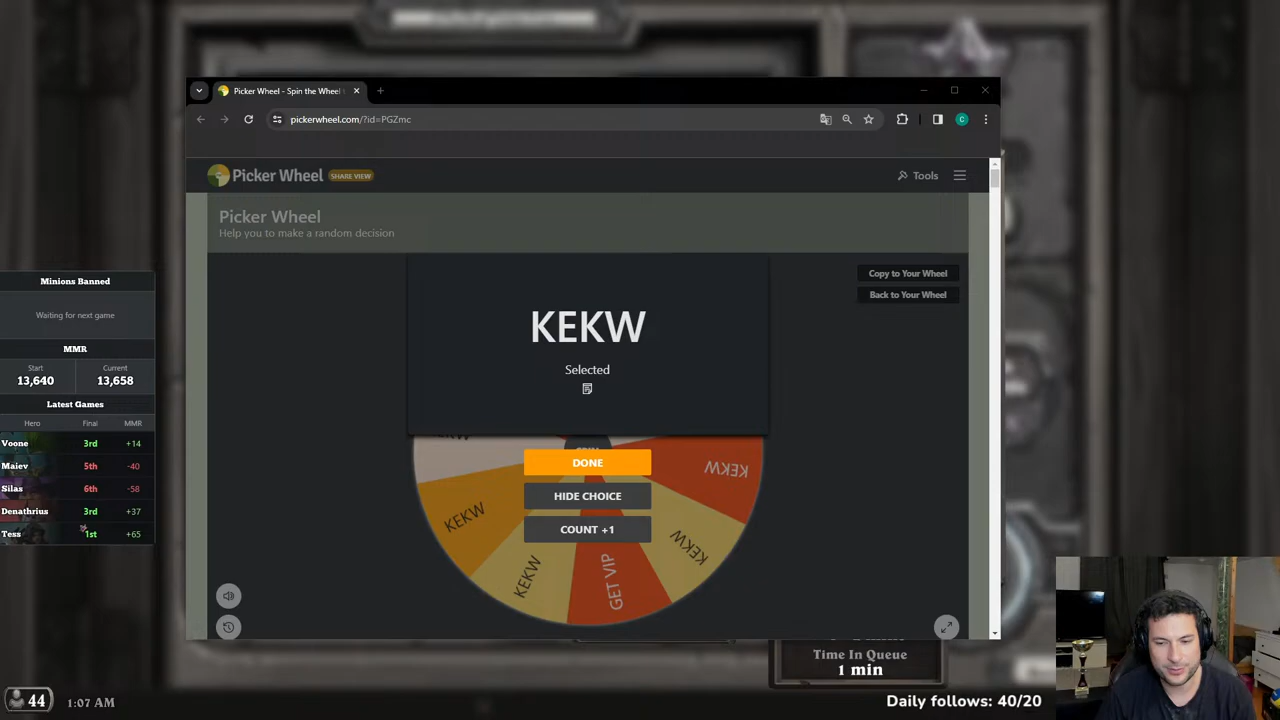 Picker Wheel - Spin the Wheel
pickerwheel.com/?id=PGZmc
Picker Wheel
SHARE VIEW
Tools
Picker Wheel
Help you to make a random decision
Copy to Your Wheel
Back to Your Wheel
KEKW
Selected
KEKW
KEKW
DONE
HIDE CHOICE
COUNT +1
KEKW
KEKW
KEKW
GET VIP
Minions Banned
Waiting for next game
MMR
Start
Current
13,640
13,658
Latest Games
Hero Final MMR
Voone 3rd +14
Maiev 5th -40
Silas 6th -58
Denathrius 3rd +37
Tess 1st +65
Time In Queue
1 min
44
1:07 AM
Daily follows: 40/20